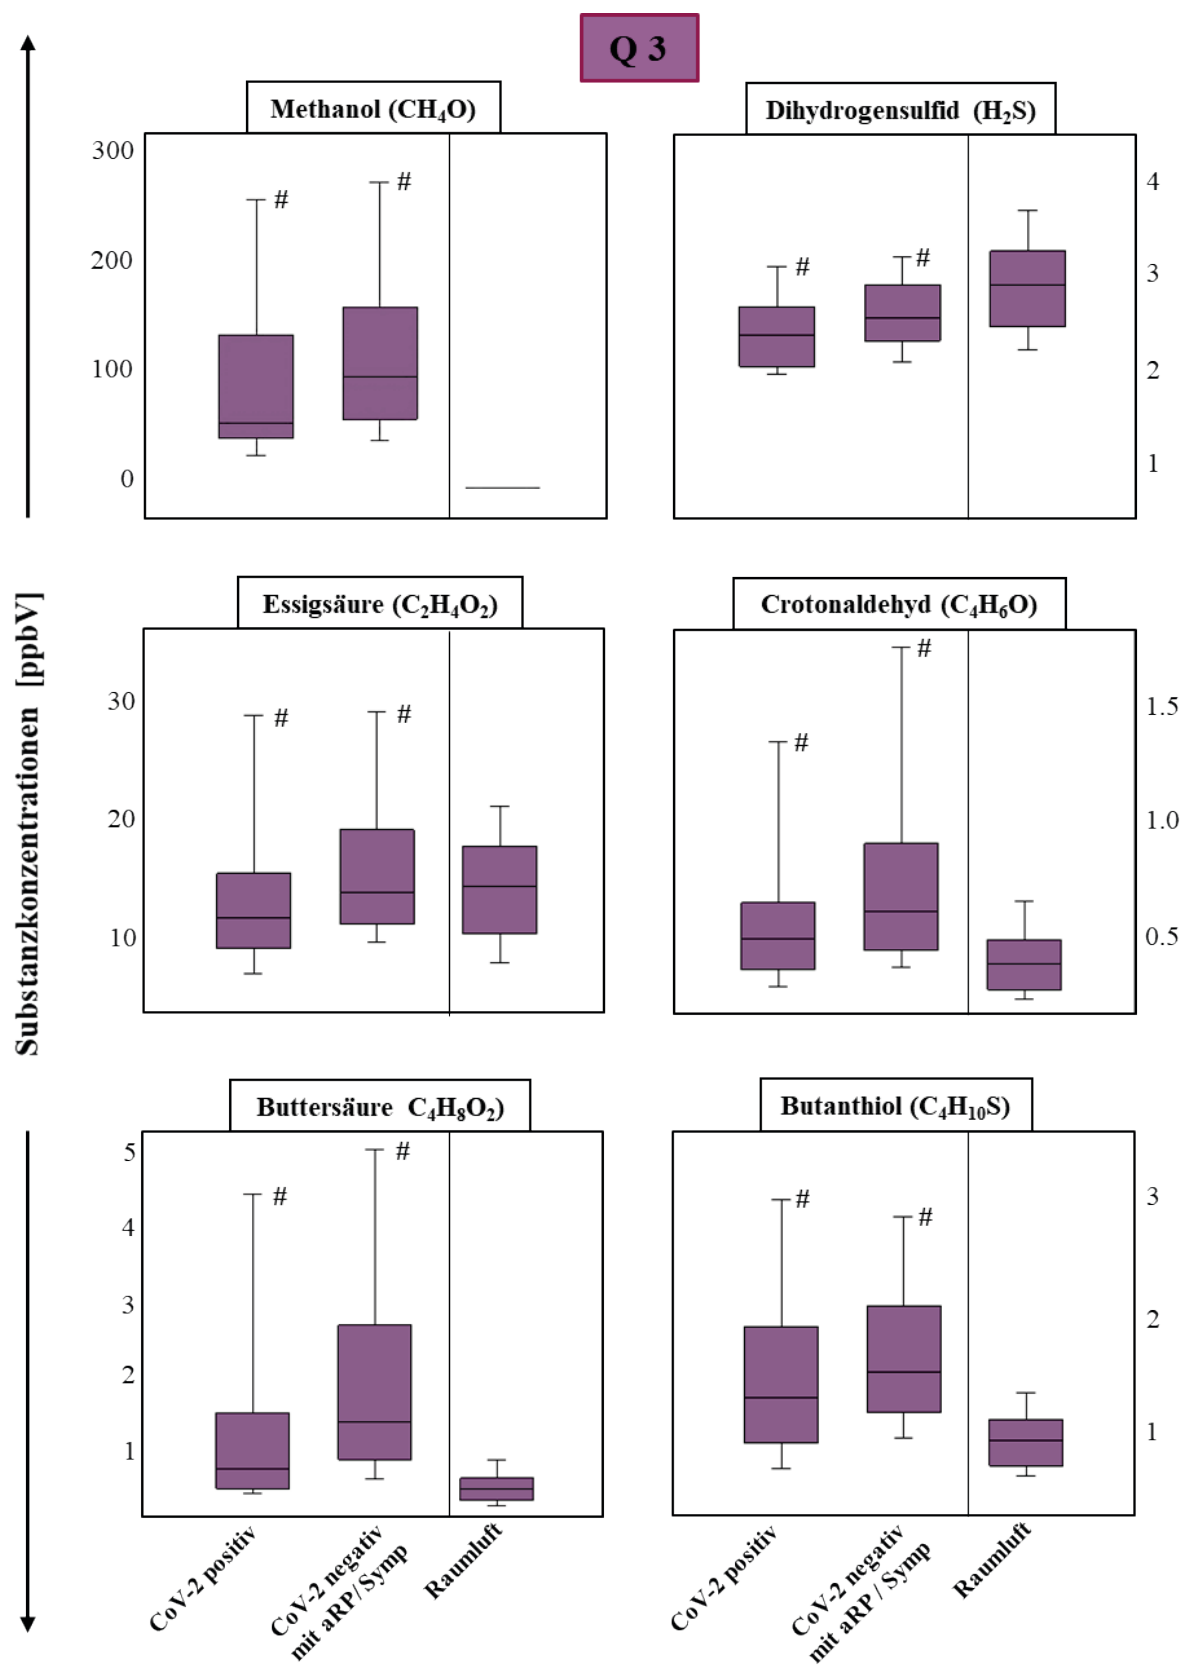 Q 3
Methanol (CH₄O)
300
200
100
0
#
#
Dihydrogensulfid (H₂S)
4
3
2
1
#
#
Substanzkonzentrationen [ppbV]
Essigsäure (C₂H₄O₂)
30
20
10
#
#
Crotonaldehyd (C₄H₆O)
1.5
1.0
0.5
#
#
Buttersäure C₄H₈O₂)
5
4
3
2
1
#
#
Butanthiol (C₄H₁₀S)
3
2
1
#
#
CoV-2 positiv
CoV-2 negativ
mit aRP / Symp
Raumluft
CoV-2 positiv
CoV-2 negativ
mit aRP / Symp
Raumluft